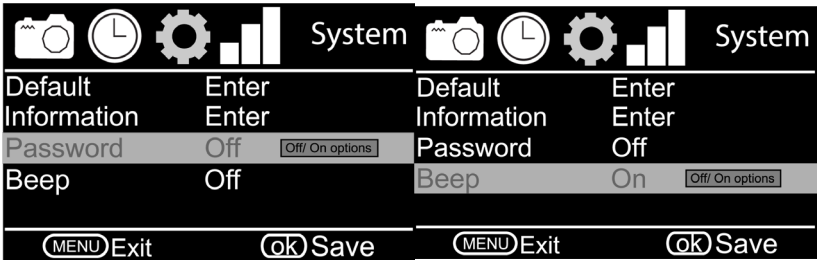 System
Default Enter
Information Enter
Password Off Off/ On options
Beep Off
MENU Exit ok Save
System
Default Enter
Information Enter
Password Off
Beep On Off/ On options
MENU Exit ok Save